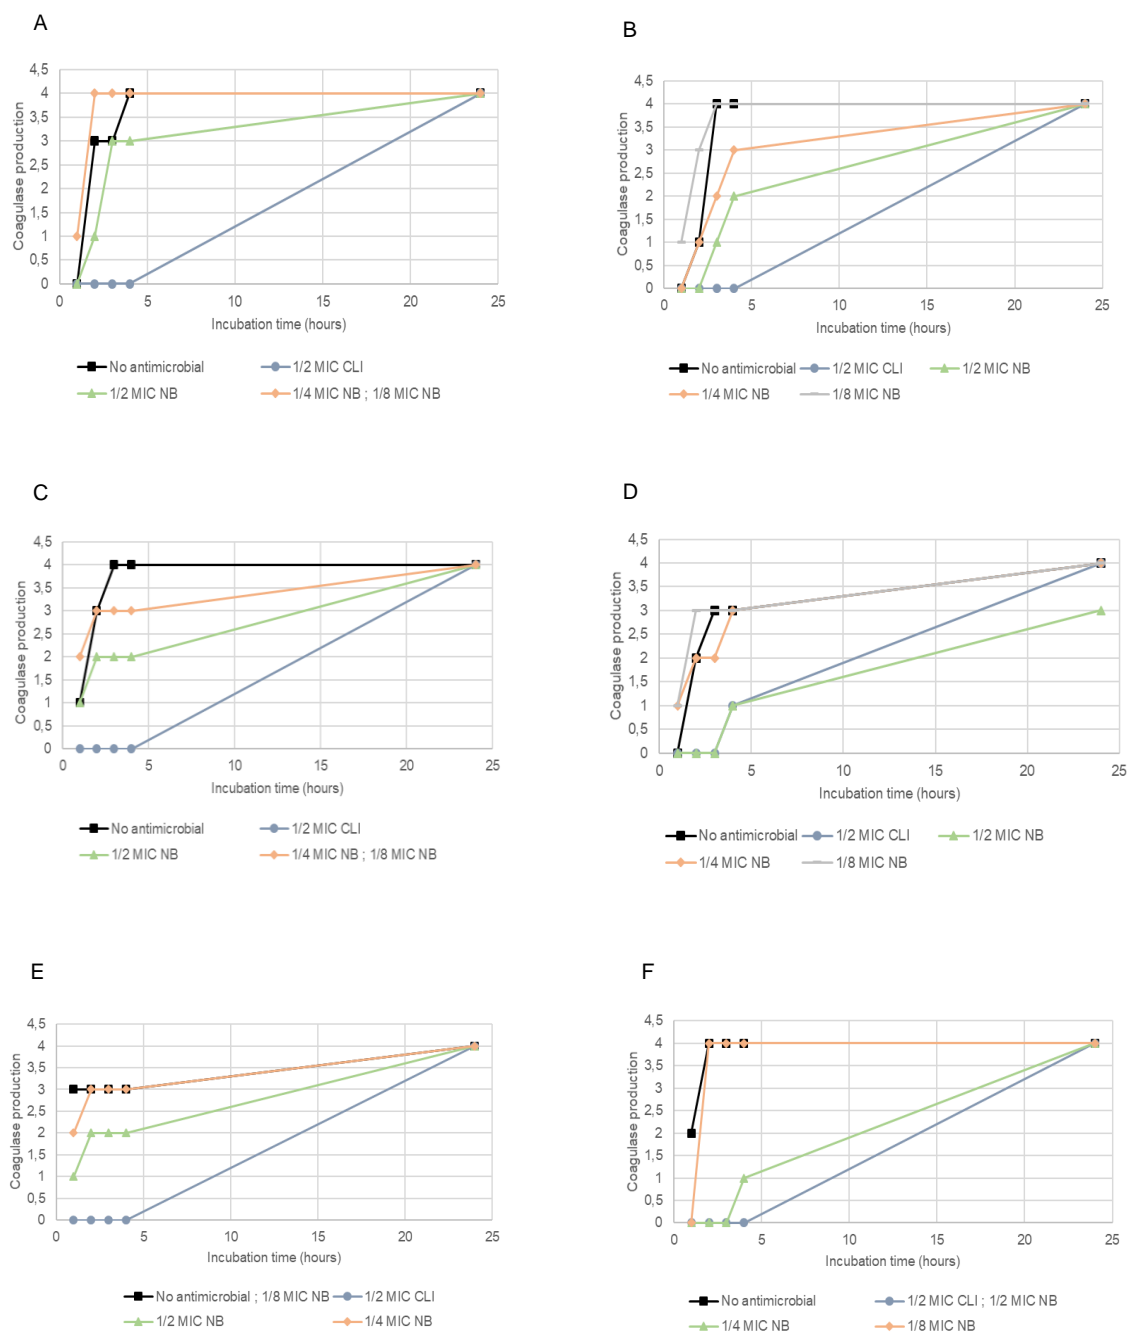 A
4,5
4
3,5
3
2,5
2
1,5
1
0,5
0
Coagulase production
0 5 10 15 20 25
Incubation time (hours)
No antimicrobial 1/2 MIC CLI
1/2 MIC NB 1/4 MIC NB ; 1/8 MIC NB
B
4,5
4
3,5
3
2,5
2
1,5
1
0,5
0
Coagulase production
0 5 10 15 20 25
Incubation time (hours)
No antimicrobial 1/2 MIC CLI 1/2 MIC NB
1/4 MIC NB 1/8 MIC NB
C
4,5
4
3,5
3
2,5
2
1,5
1
0,5
0
Coagulase production
0 5 10 15 20 25
Incubation time (hours)
No antimicrobial 1/2 MIC CLI
1/2 MIC NB 1/4 MIC NB ; 1/8 MIC NB
D
4,5
4
3,5
3
2,5
2
1,5
1
0,5
0
Coagulase production
0 5 10 15 20 25
Incubation time (hours)
No antimicrobial 1/2 MIC CLI 1/2 MIC NB
1/4 MIC NB 1/8 MIC NB
E
4,5
4
3,5
3
2,5
2
1,5
1
0,5
0
Coagulase production
0 5 10 15 20 25
Incubation time (hours)
No antimicrobial ; 1/8 MIC NB 1/2 MIC CLI
1/2 MIC NB 1/4 MIC NB
F
4,5
4
3,5
3
2,5
2
1,5
1
0,5
0
Coagulase production
0 5 10 15 20 25
Incubation time (hours)
No antimicrobial 1/2 MIC CLI ; 1/2 MIC NB
1/4 MIC NB 1/8 MIC NB